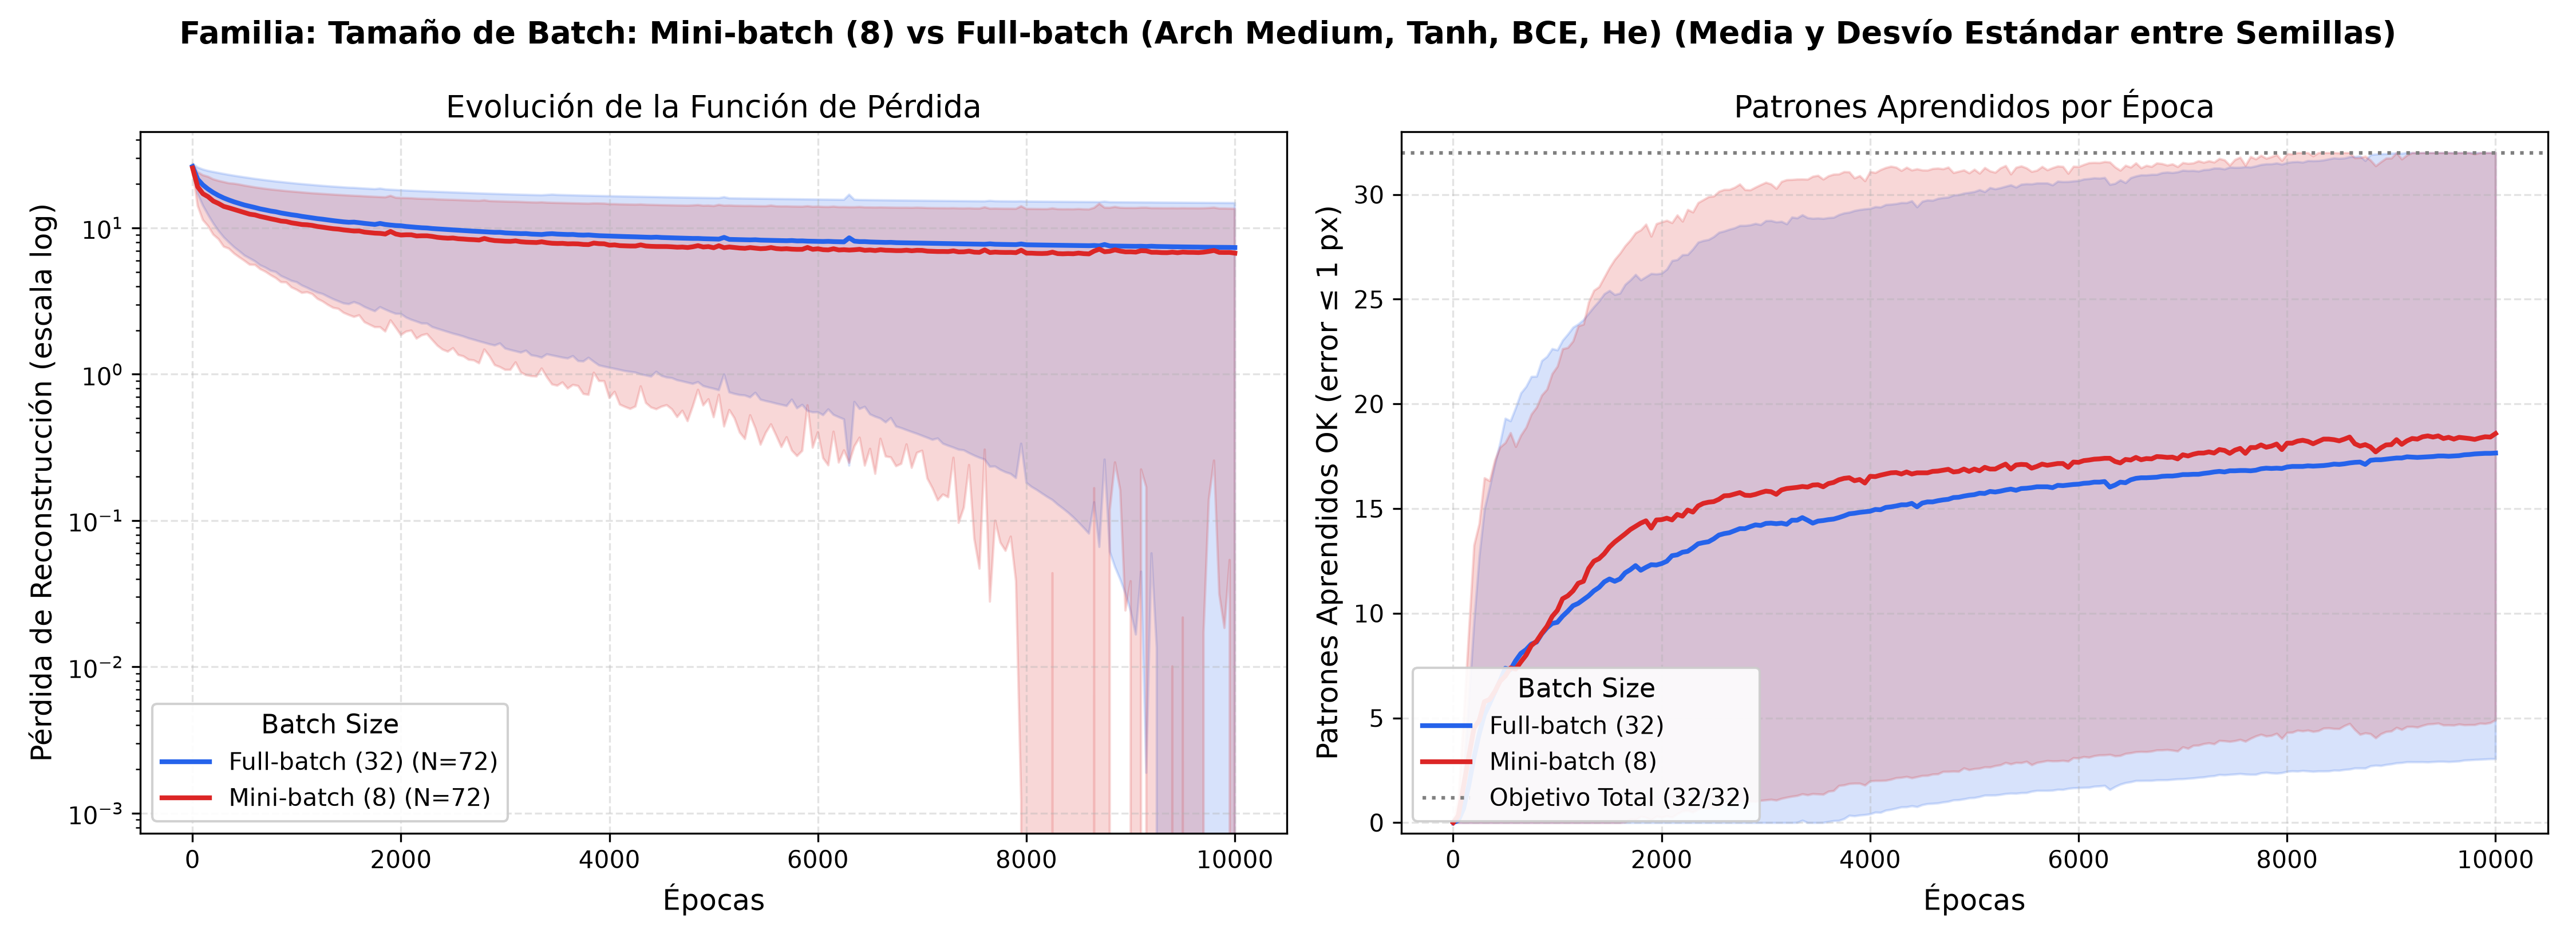 Familia: Tamaño de Batch: Mini-batch (8) vs Full-batch (Arch Medium, Tanh, BCE, He) (Media y Desvío Estándar entre Semillas)
Evolución de la Función de Pérdida
Pérdida de Reconstrucción (escala log)
10¹
10⁰
10⁻¹
10⁻²
10⁻³
Batch Size
Full-batch (32) (N=72)
Mini-batch (8) (N=72)
0 2000 4000 6000 8000 10000
Épocas
Patrones Aprendidos por Época
Patrones Aprendidos OK (error ≤ 1 px)
30
25
20
15
10
5
0
Batch Size
Full-batch (32)
Mini-batch (8)
Objetivo Total (32/32)
0 2000 4000 6000 8000 10000
Épocas